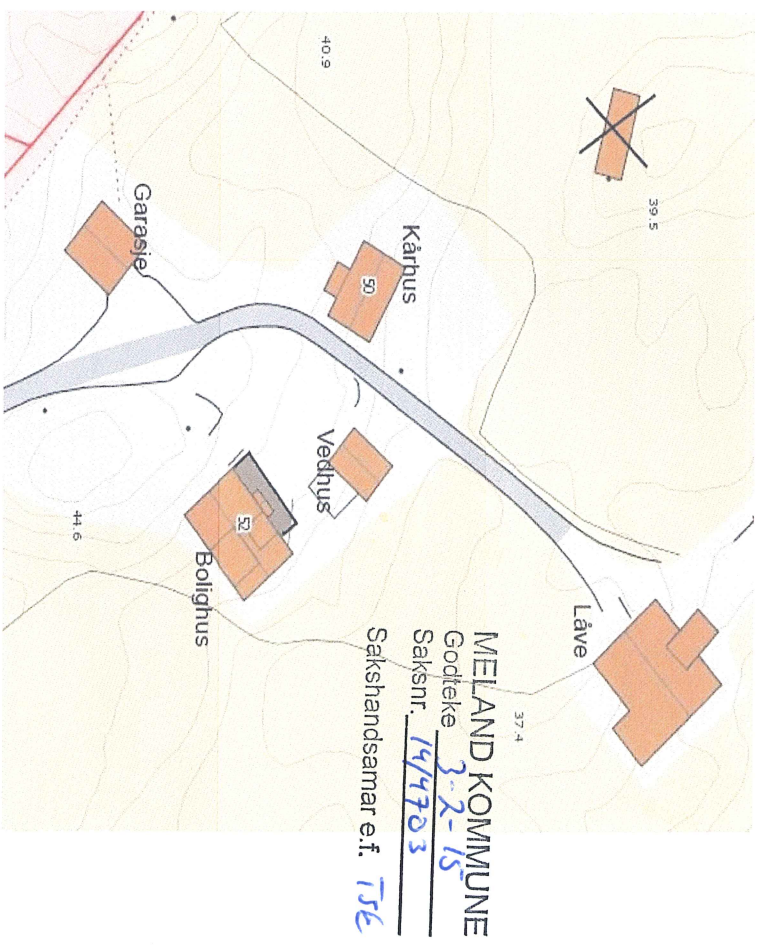 40.9
39.5
Garasje
Kårhus
50
Vedhus
52
Bolighus
44.6
Låve
37.4
MELAND KOMMUNE
Godteke 3-2-15
Saksnr. 14/4703
Sakshandsamar e.f. TSE